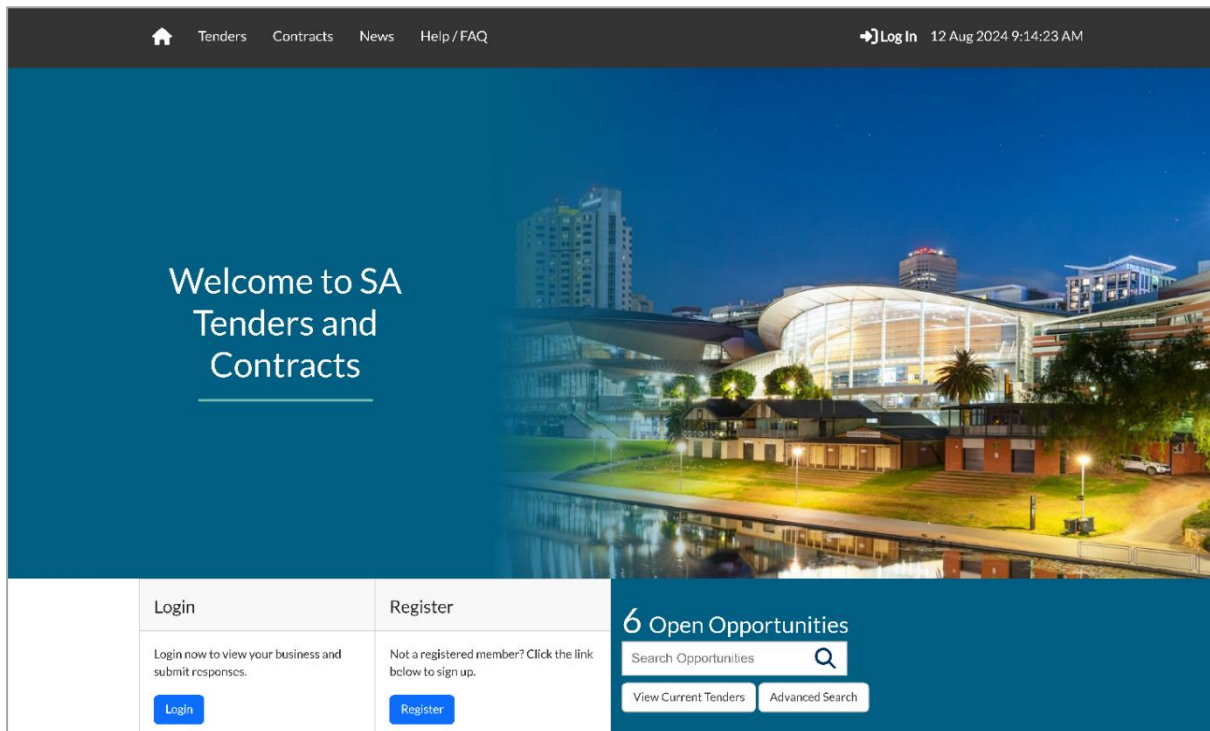 Tenders Contracts News Help / FAQ Log In 12 Aug 2024 9:14:23 AM
Welcome to SA
Tenders and
Contracts
Login
Login now to view your business and
submit responses.
Login
Register
Not a registered member? Click the link
below to sign up.
Register
6 Open Opportunities
Search Opportunities
View Current Tenders Advanced Search